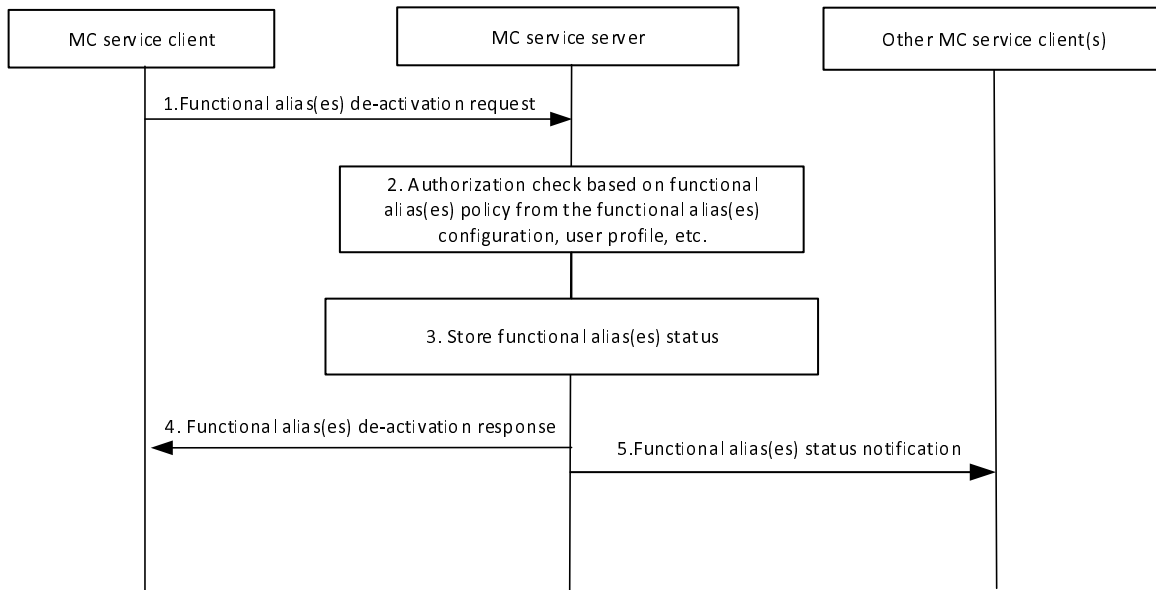 MC service client
MC service server
Other MC service client(s)
1.Functional alias(es) de-activation request
2. Authorization check based on functional
alias(es) policy from the functional alias(es)
configuration, user profile, etc.
3. Store functional alias(es) status
4. Functional alias(es) de-activation response
5.Functional alias(es) status notification